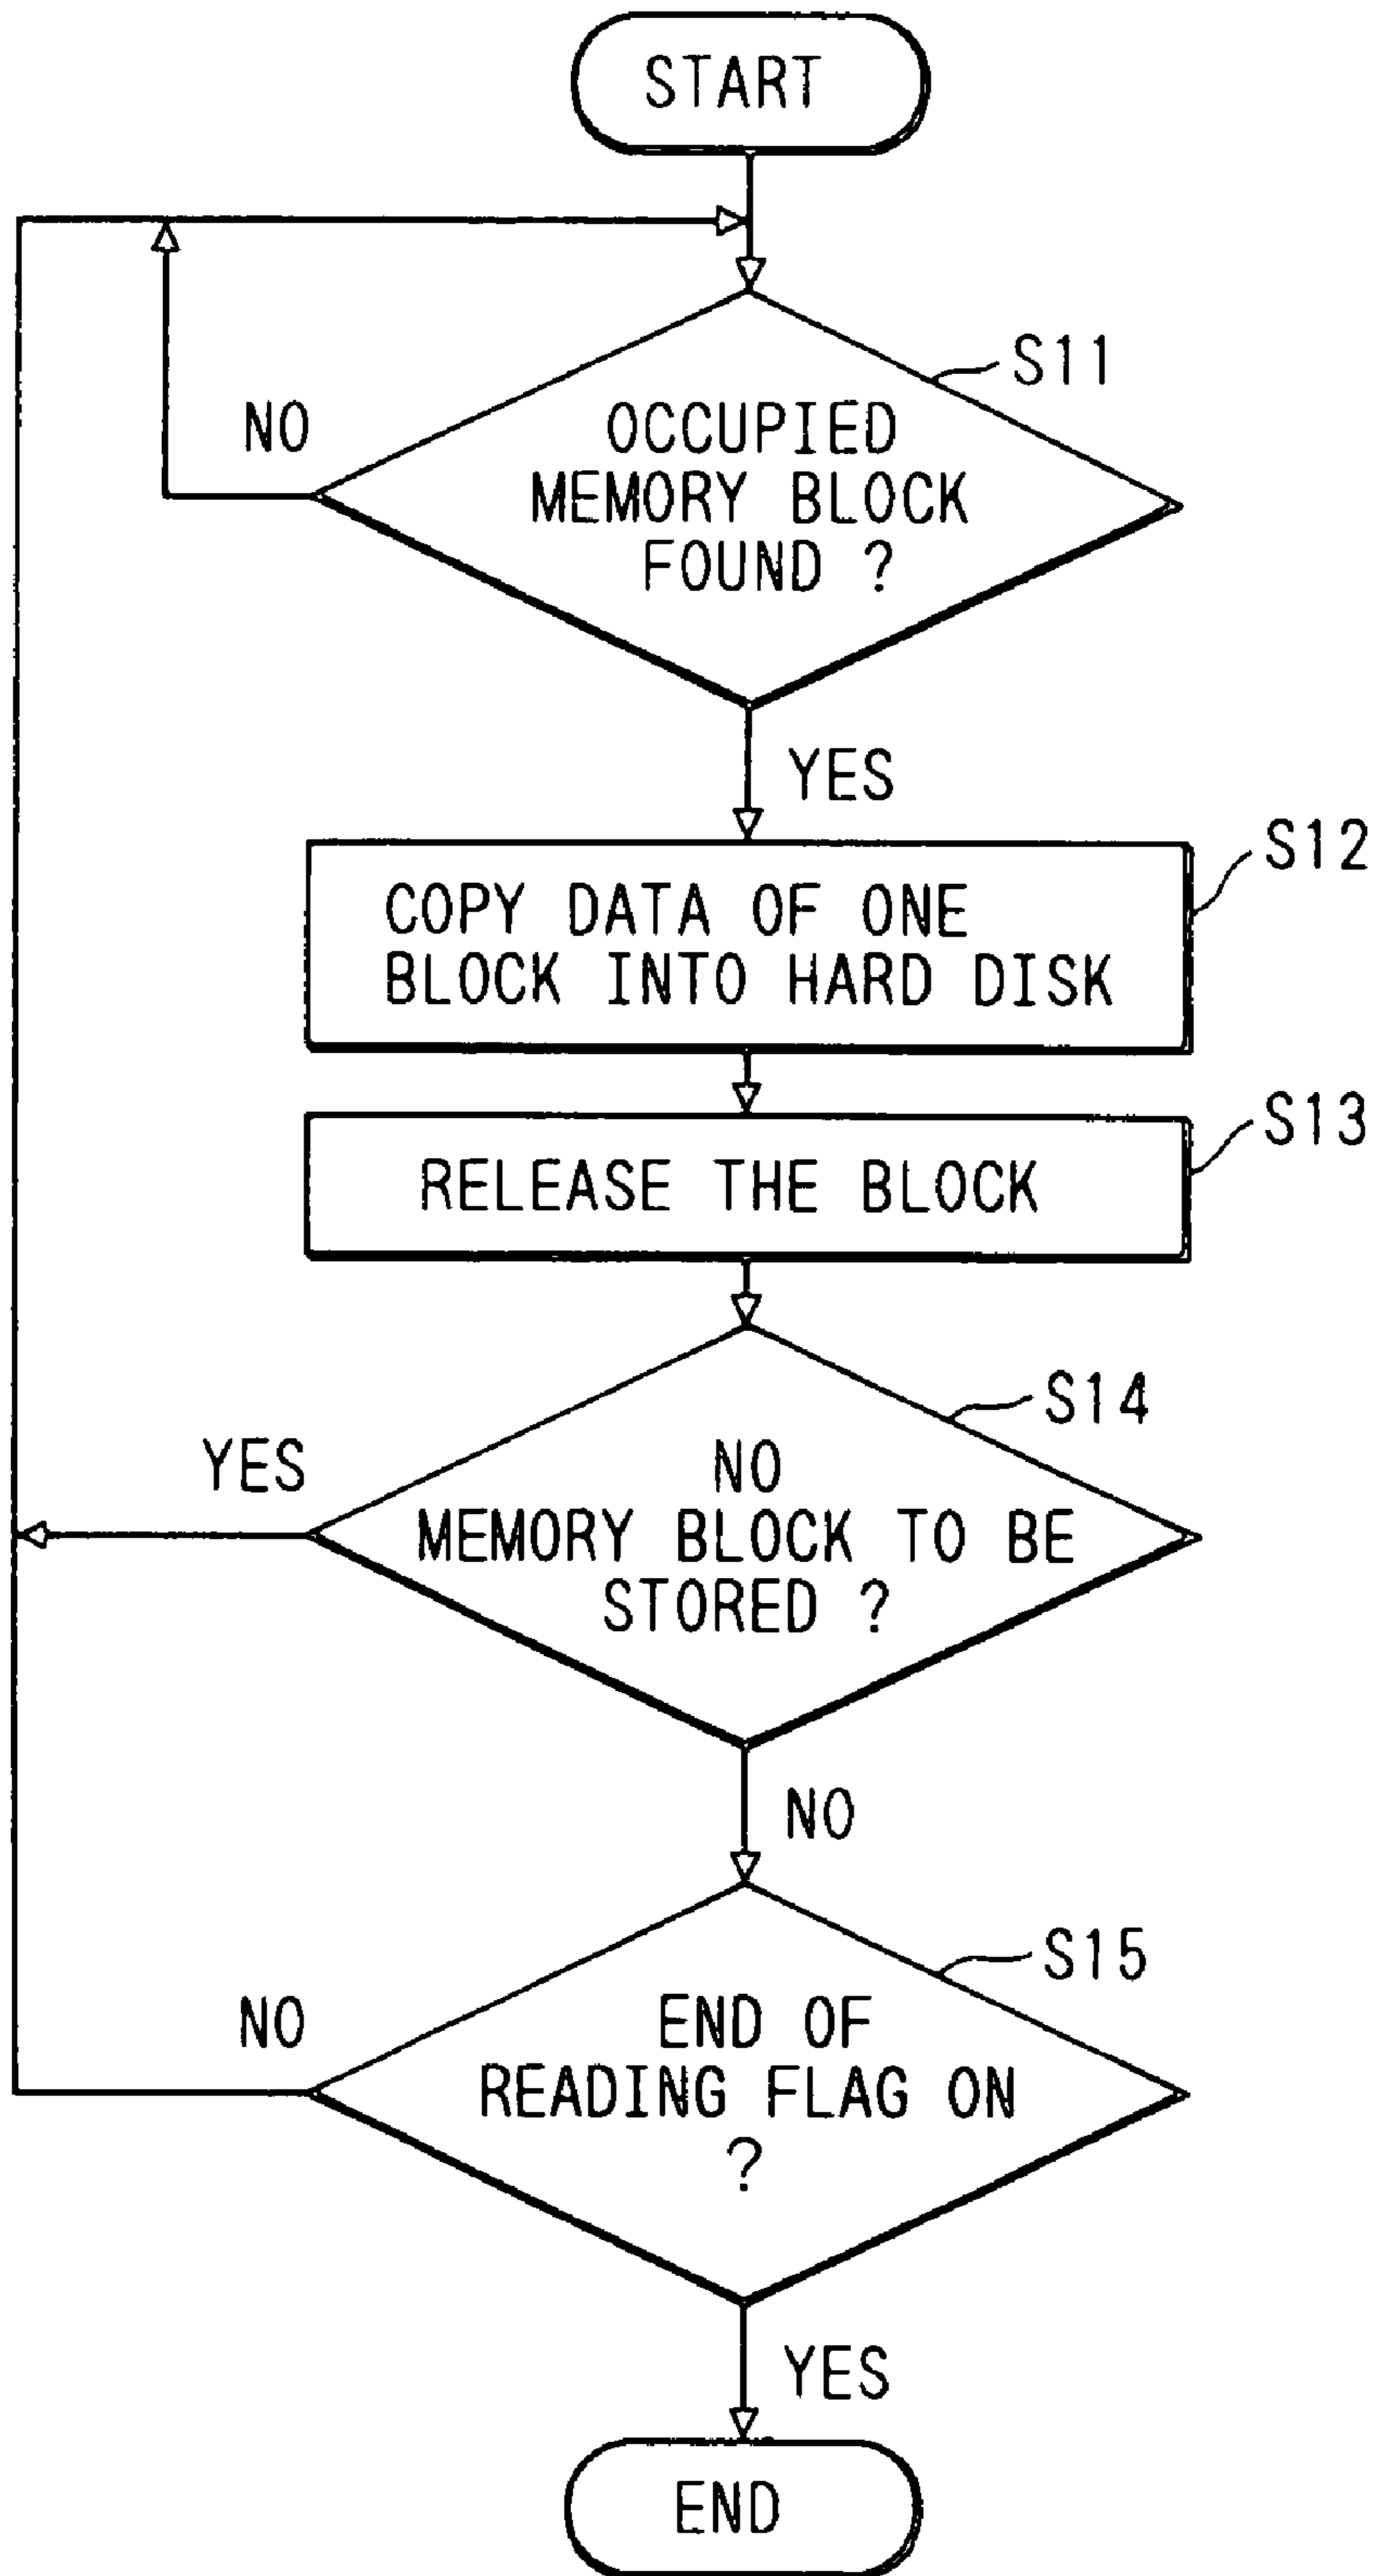 START
S11
NO
OCCUPIED
MEMORY BLOCK
FOUND ?
YES
S12
COPY DATA OF ONE
BLOCK INTO HARD DISK
S13
RELEASE THE BLOCK
S14
YES
NO
MEMORY BLOCK TO BE
STORED ?
NO
S15
NO
END OF
READING FLAG ON
?
YES
END